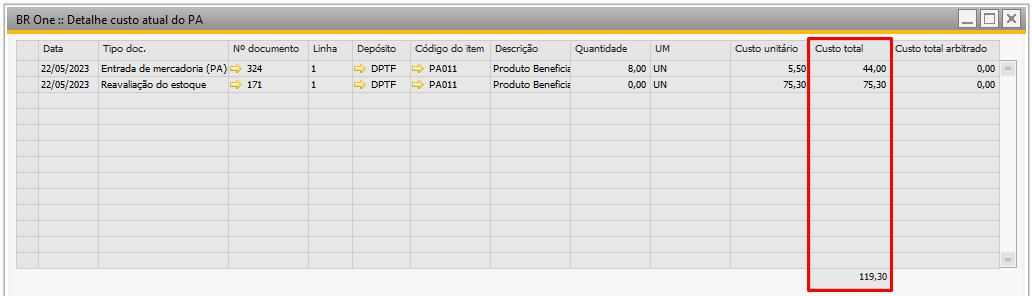 BR One :: Detalhe custo atual do PA
Data Tipo doc. Nº documento Linha Depósito Código do item Descrição Quantidade UM Custo unitário Custo total Custo total arbitrado
22/05/2023 Entrada de mercadoria (PA) 324 1 DPTF PA011 Produto Beneficia 8,00 UN 5,50 44,00 0,00
22/05/2023 Reavaliação do estoque 171 1 DPTF PA011 Produto Beneficia 0,00 UN 75,30 75,30 0,00
119,30